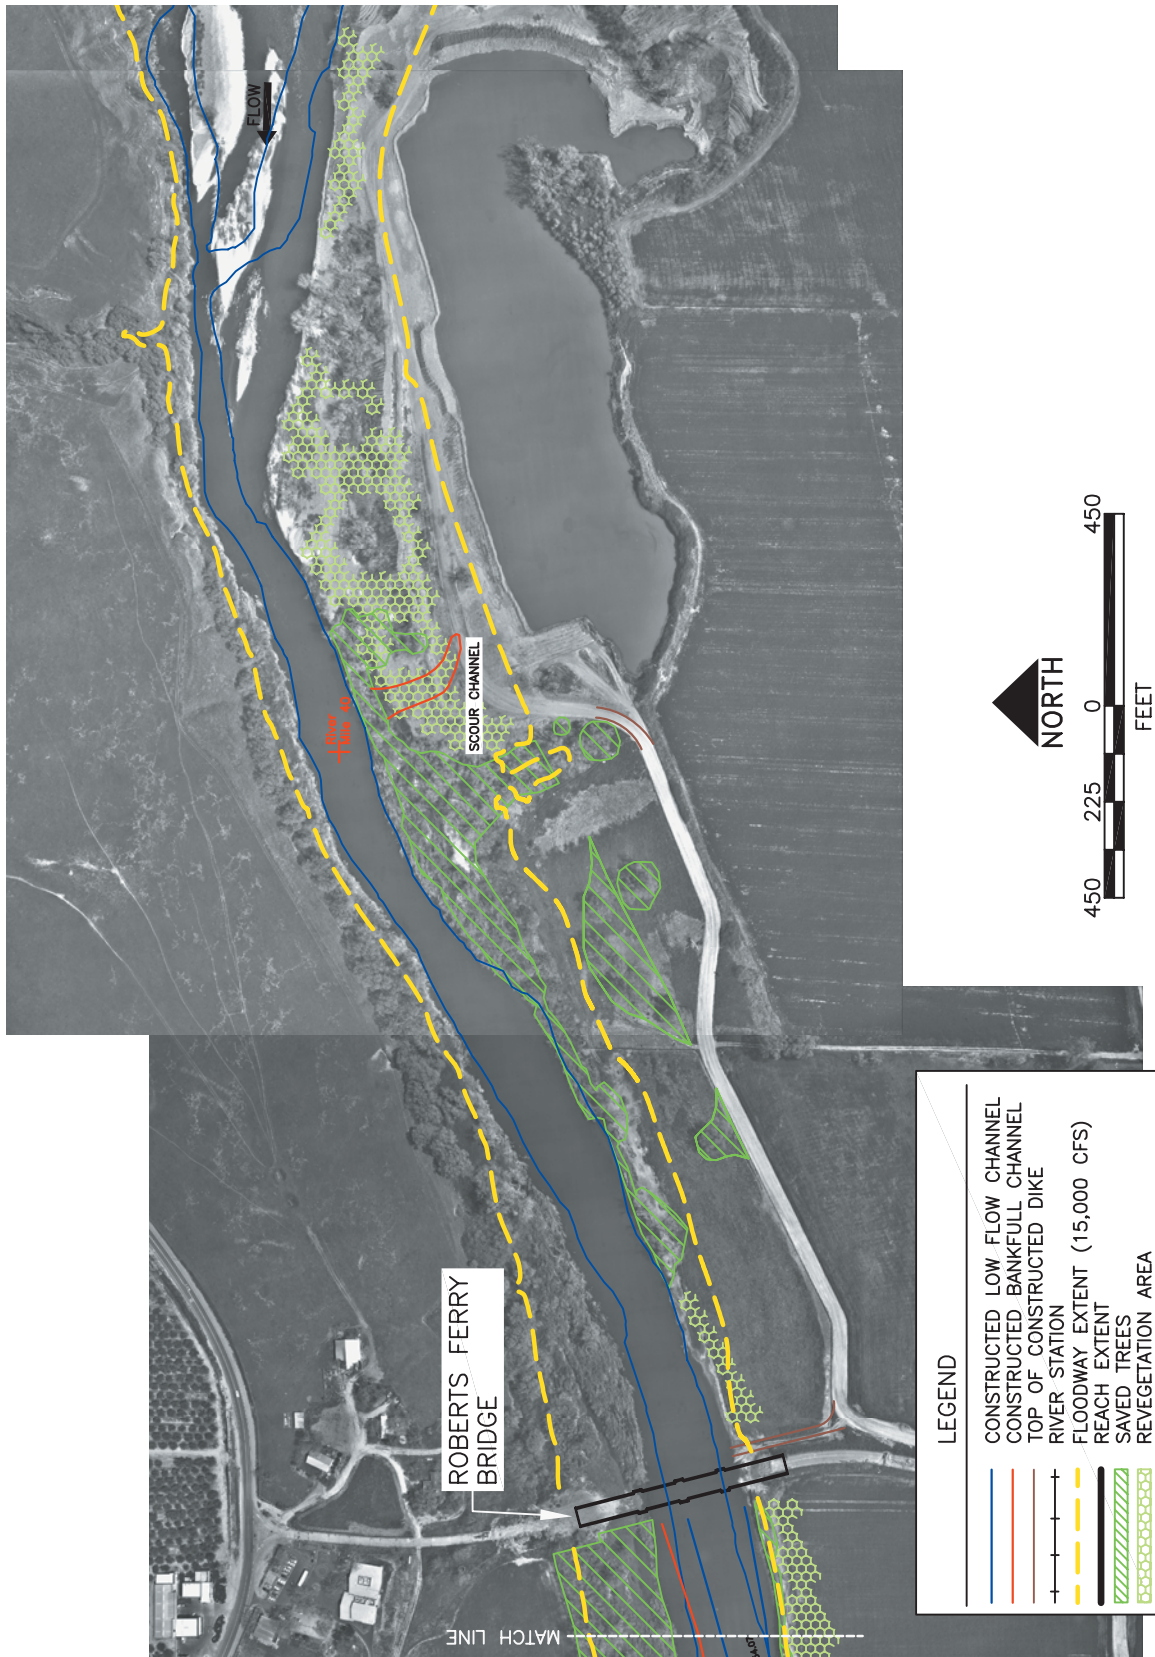 FLOW
River
Mile 40
SCOUR CHANNEL
ROBERTS FERRY
BRIDGE
MATCH LINE
NORTH
450 225 0 450
FEET
LEGEND
CONSTRUCTED LOW FLOW CHANNEL
CONSTRUCTED BANKFULL CHANNEL
TOP OF CONSTRUCTED DIKE
RIVER STATION
FLOODWAY EXTENT (15,000 CFS)
REACH EXTENT
SAVED TREES
REVEGETATION AREA